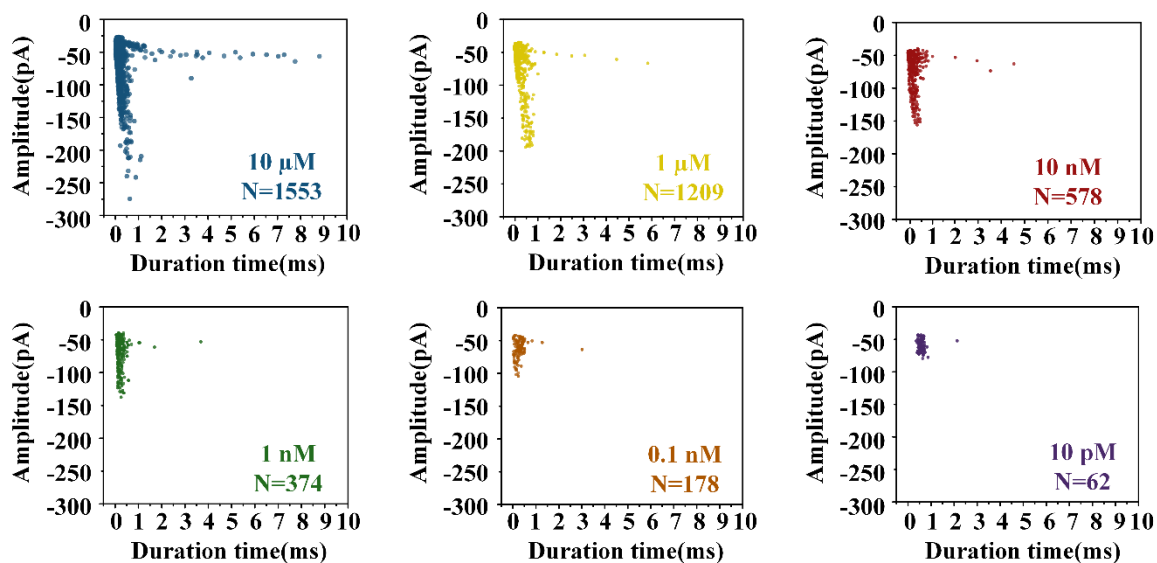 Amplitude(pA)
0
-50
-100
-150
-200
-250
-300
10 µM
N=1553
0 1 2 3 4 5 6 7 8 9 10
Duration time(ms)
Amplitude(pA)
0
-50
-100
-150
-200
-250
-300
1 µM
N=1209
0 1 2 3 4 5 6 7 8 9 10
Duration time(ms)
Amplitude(pA)
0
-50
-100
-150
-200
-250
-300
10 nM
N=578
0 1 2 3 4 5 6 7 8 9 10
Duration time(ms)
Amplitude(pA)
0
-50
-100
-150
-200
-250
-300
1 nM
N=374
0 1 2 3 4 5 6 7 8 9 10
Duration time(ms)
Amplitude(pA)
0
-50
-100
-150
-200
-250
-300
0.1 nM
N=178
0 1 2 3 4 5 6 7 8 9 10
Duration time(ms)
Amplitude(pA)
0
-50
-100
-150
-200
-250
-300
10 pM
N=62
0 1 2 3 4 5 6 7 8 9 10
Duration time(ms)